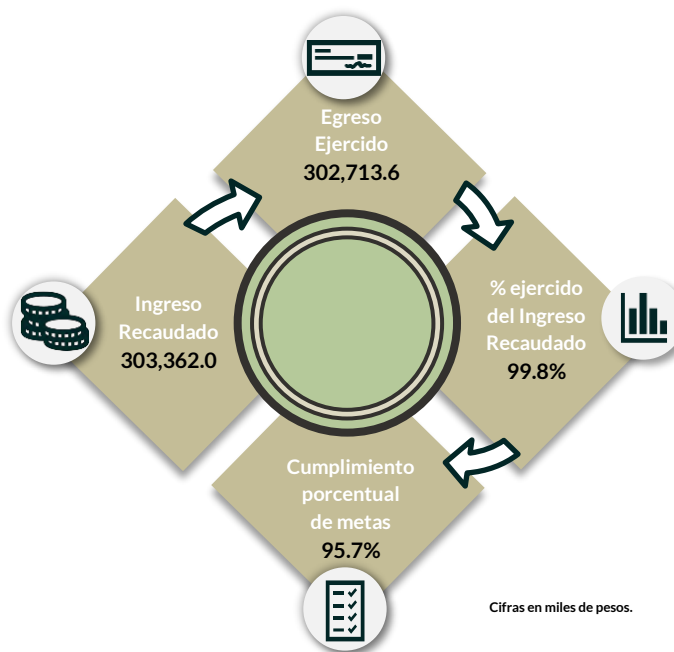 Egreso
Ejercido
302,713.6
Ingreso
Recaudado
303,362.0
% ejercido
del Ingreso
Recaudado
99.8%
Cumplimiento
porcentual
de metas
95.7%
Cifras en miles de pesos.